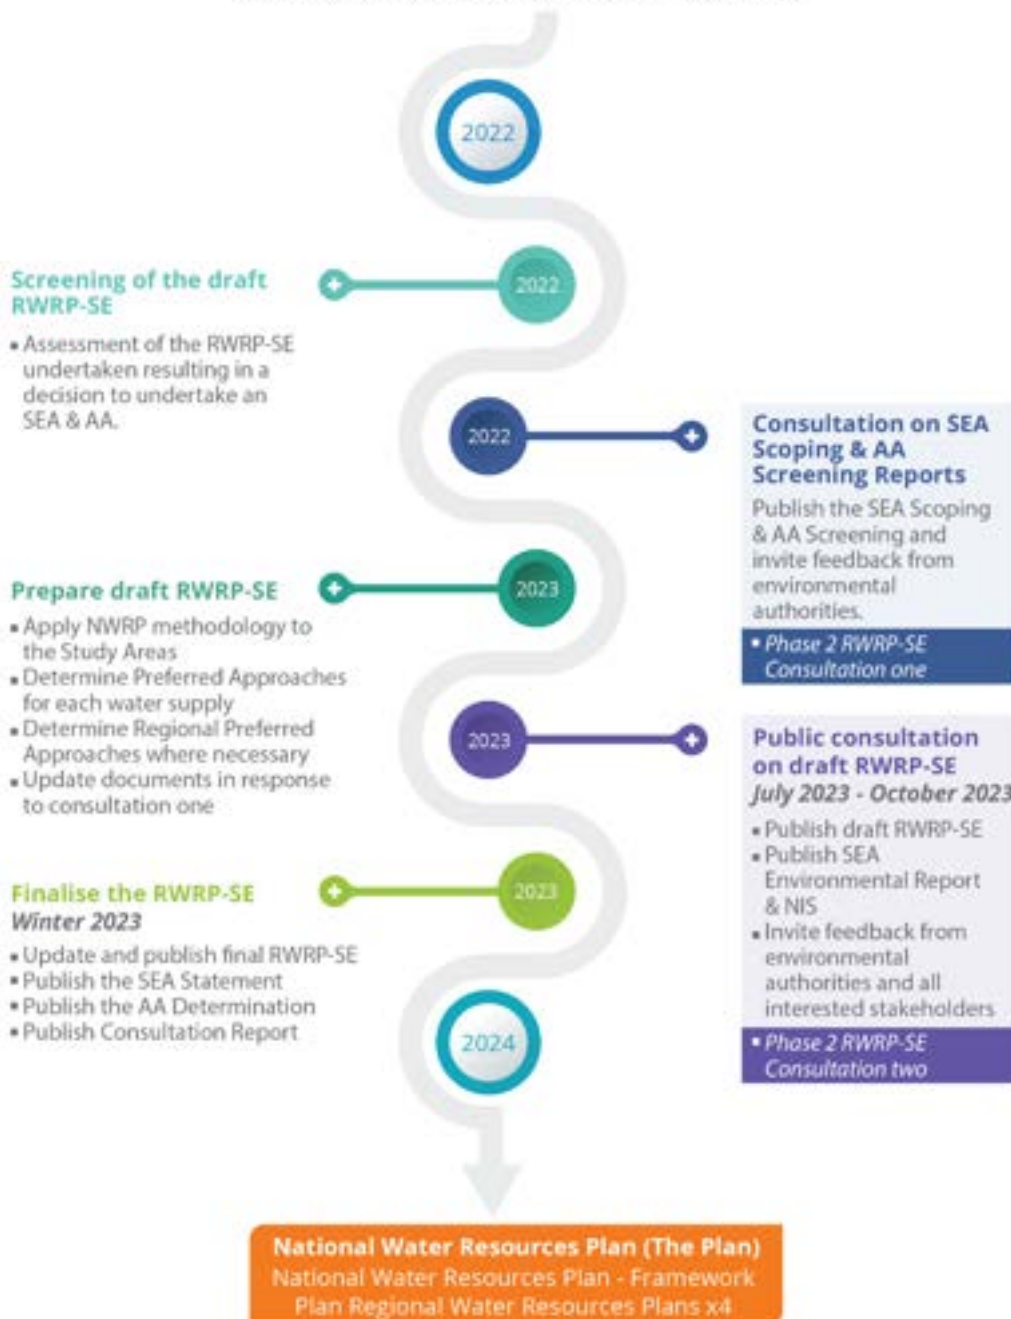 2022
Screening of the draft
RWRP-SE
▪ Assessment of the RWRP-SE
undertaken resulting in a
decision to undertake an
SEA & AA.
2022
2022
Consultation on SEA
Scoping & AA
Screening Reports
Publish the SEA Scoping
& AA Screening and
invite feedback from
environmental
authorities.
▪ Phase 2 RWRP-SE
Consultation one
Prepare draft RWRP-SE
▪ Apply NWRP methodology to
the Study Areas
▪ Determine Preferred Approaches
for each water supply
▪ Determine Regional Preferred
Approaches where necessary
▪ Update documents in response
to consultation one
2023
2023
Public consultation
on draft RWRP-SE
July 2023 - October 2023
▪ Publish draft RWRP-SE
▪ Publish SEA
Environmental Report
& NIS
▪ Invite feedback from
environmental
authorities and all
interested stakeholders
▪ Phase 2 RWRP-SE
Consultation two
Finalise the RWRP-SE
Winter 2023
▪ Update and publish final RWRP-SE
▪ Publish the SEA Statement
▪ Publish the AA Determination
▪ Publish Consultation Report
2023
2024
National Water Resources Plan (The Plan)
National Water Resources Plan - Framework
Plan Regional Water Resources Plans x4